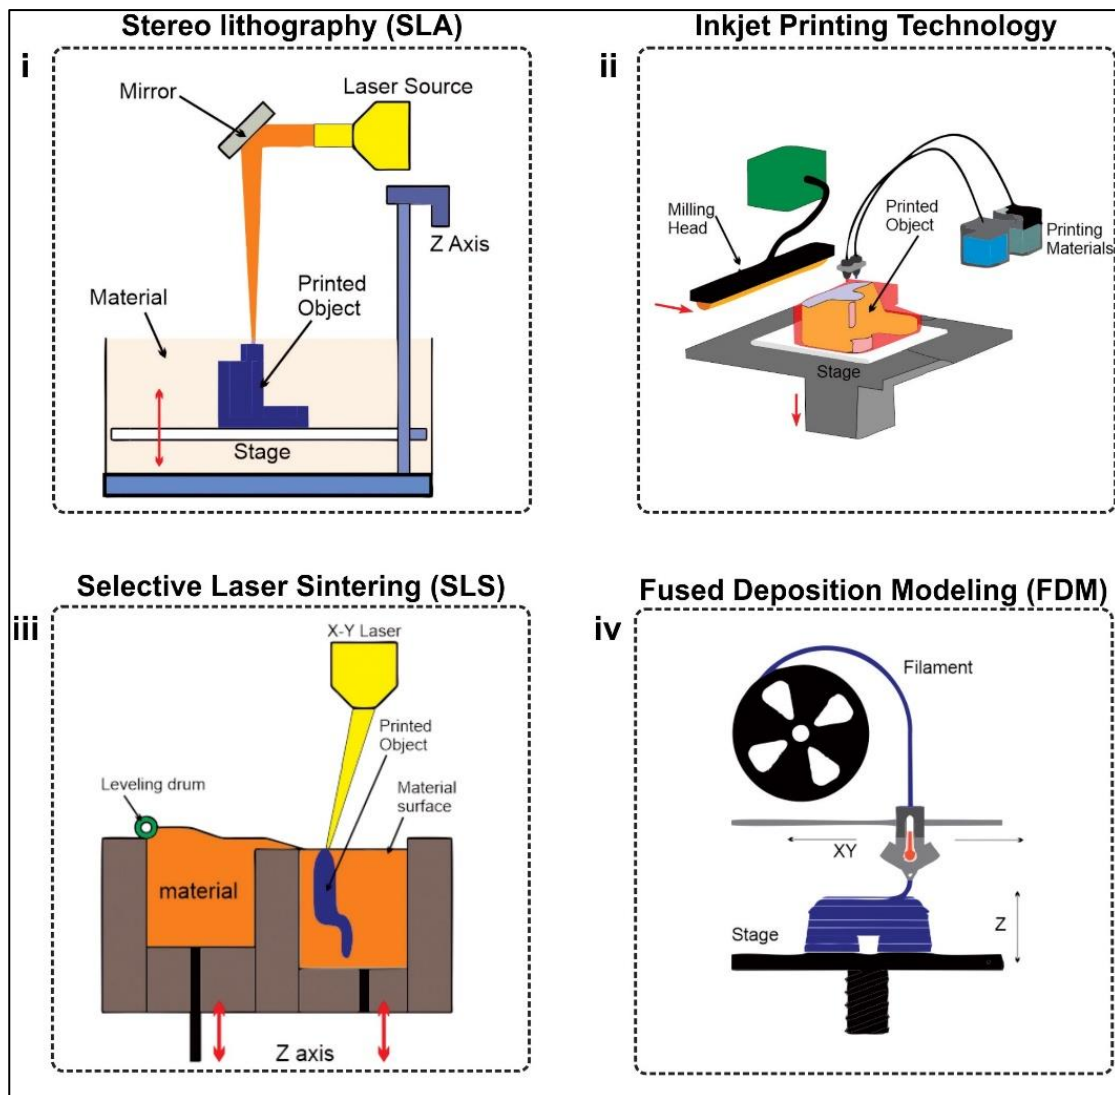 Stereo lithography (SLA)
i
Mirror
Laser Source
Z Axis
Printed
Object
Material
Stage
Inkjet Printing Technology
ii
Milling
Head
Printed
Object
Printing
Materials
Stage
Selective Laser Sintering (SLS)
iii
X-Y Laser
Printed
Object
Leveling drum
Material
surface
material
Z axis
Fused Deposition Modeling (FDM)
iv
Filament
XY
Stage
Z